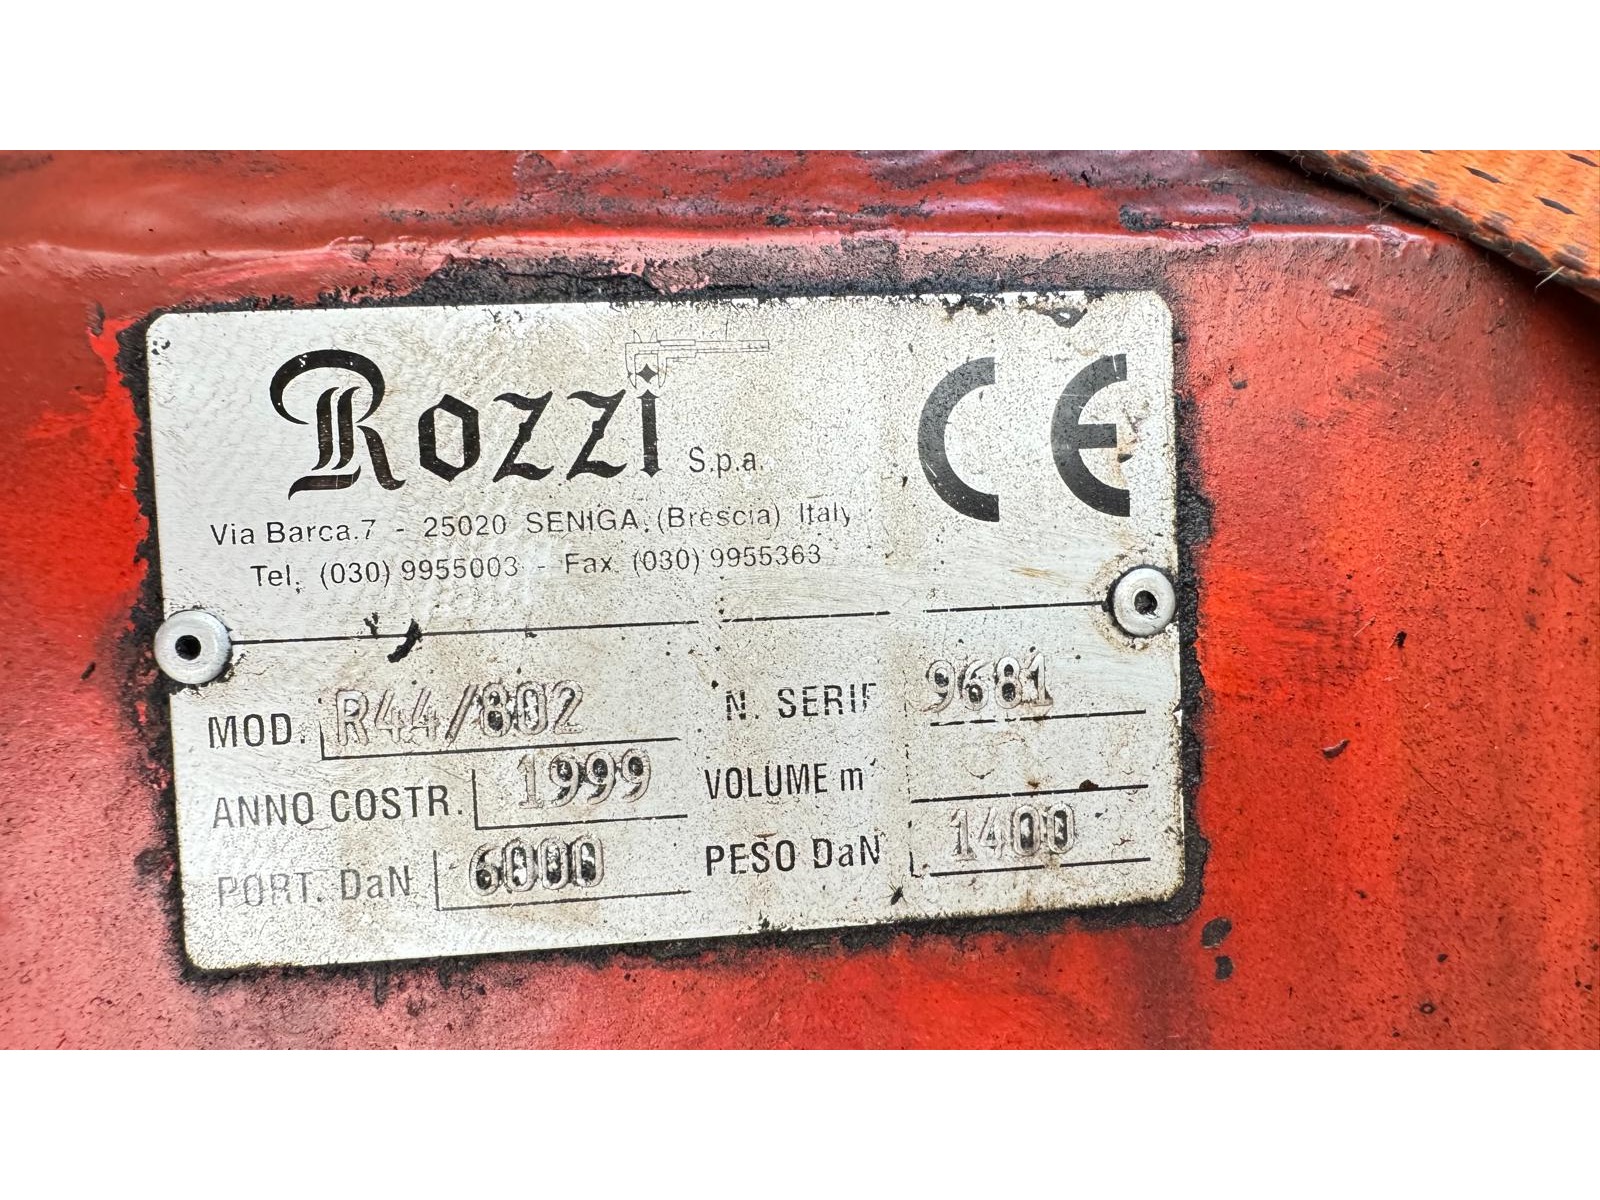 Rozzi S.p.a.
CE
Via Barca.7 - 25020 SENIGA.(Brescia) Italy
Tel. (030) 9955003 - Fax. (030) 9955363
MOD. R44/802 N. SERIE 9681
ANNO COSTR. 1999 VOLUME m³
PORT. DaN 6000 PESO DaN 1400